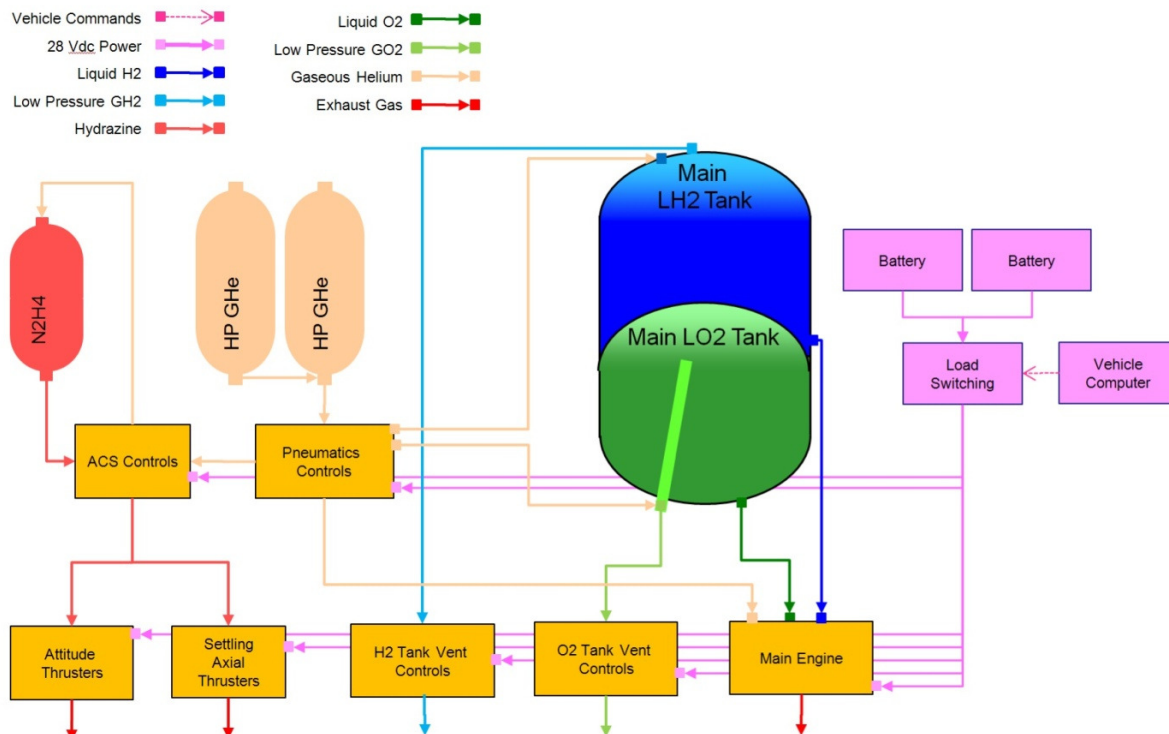 Vehicle Commands
28 Vdc Power
Liquid H2
Low Pressure GH2
Hydrazine
Liquid O2
Low Pressure GO2
Gaseous Helium
Exhaust Gas
Main
LH2 Tank
Main LO2 Tank
N2H4
HP GHe
HP GHe
Battery
Battery
Load
Switching
Vehicle
Computer
ACS Controls
Pneumatics
Controls
Attitude
Thrusters
Settling
Axial
Thrusters
H2 Tank Vent
Controls
O2 Tank Vent
Controls
Main Engine